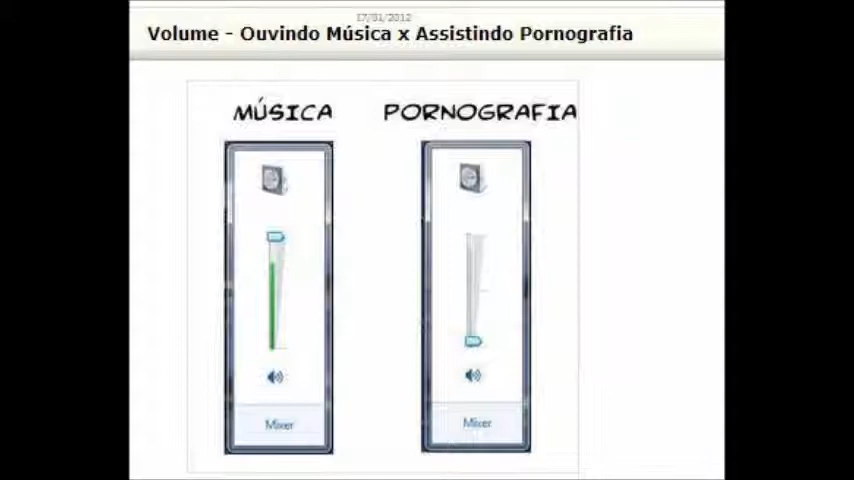 17/01/2012
Volume - Ouvindo Música x Assistindo Pornografia
MÚSICA
PORNOGRAFIA
Mixer
Mixer